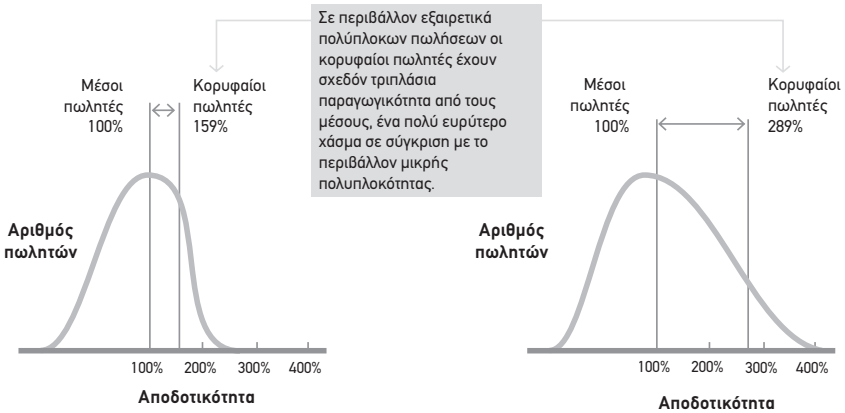 Σε περιβάλλον εξαιρετικά
πολύπλοκων πωλήσεων οι
κορυφαίοι πωλητές έχουν
σχεδόν τριπλάσια
παραγωγικότητα από τους
μέσους, ένα πολύ ευρύτερο
χάσμα σε σύγκριση με το
περιβάλλον μικρής
πολυπλοκότητας.
Μέσοι
πωλητές
100%
Κορυφαίοι
πωλητές
159%
Αριθμός
πωλητών
100% 200% 300% 400%
Αποδοτικότητα
Μέσοι
πωλητές
100%
Κορυφαίοι
πωλητές
289%
Αριθμός
πωλητών
100% 200% 300% 400%
Αποδοτικότητα